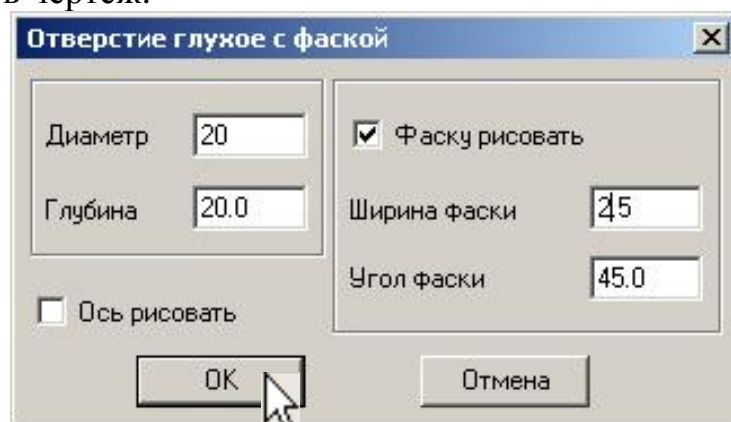 в чертеж.
Отверстие глухое с фаской
Диаметр 20
Глубина 20.0
Ось рисовать
Фаску рисовать
Ширина фаски 2.5
Угол фаски 45.0
OK Отмена